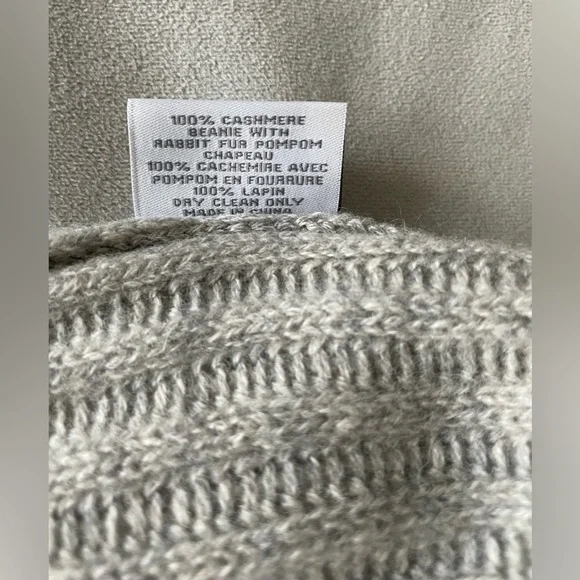 100% CASHMERE
BEANIE WITH
RABBIT FUR POMPOM
CHAPEAU
100% CACHEMIRE AVEC
POMPOM EN FOURRURE
100% LAPIN
DRY CLEAN ONLY
MADE IN CHINA